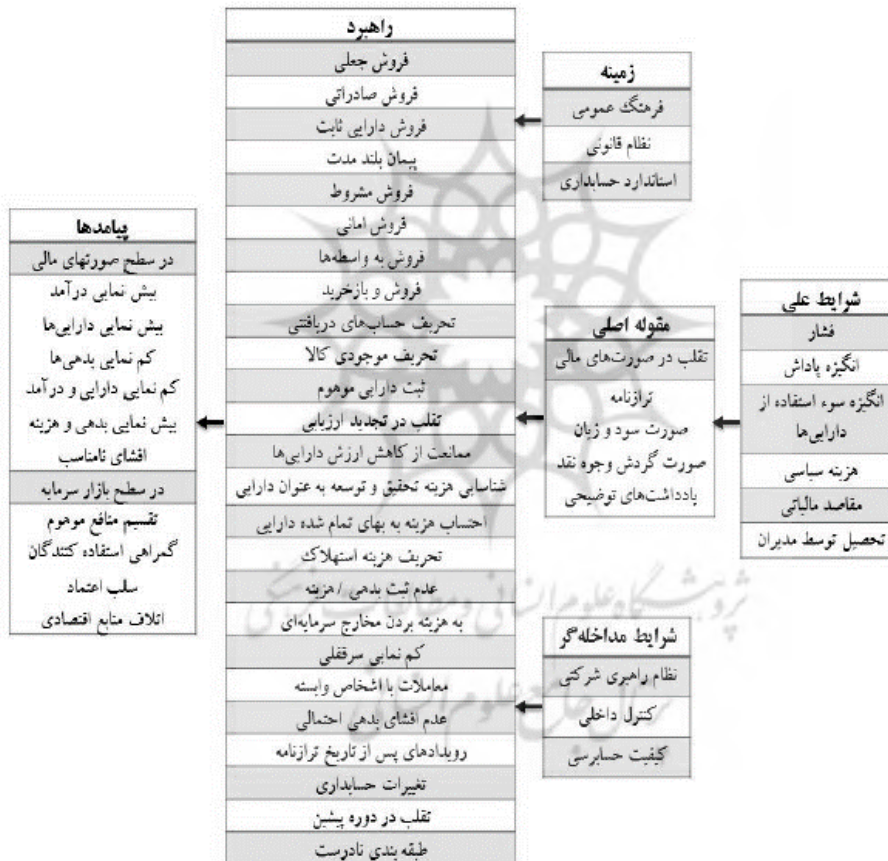 شرایط علی
فشار
انگیزه پاداش
انگیزه سوء استفاده از
دارایی‌ها
هزینه سیاسی
مقاصد مالیاتی
تحصیل توسط مدیران
زمینه
فرهنگ عمومی
نظام قانونی
استاندارد حسابداری
مقوله اصلی
تقلب در صورت‌های مالی
ترازنامه
صورت سود و زیان
صورت گردش وجوه نقد
یادداشت‌های توضیحی
شرایط مداخله‌گر
نظام راهبری شرکتی
کنترل داخلی
کیفیت حسابرسی
راهبرد
فروش جعلی
فروش صادراتی
فروش دارایی ثابت
پیمان بلند مدت
فروش مشروط
فروش امانی
فروش به واسطه‌ها
فروش و بازخرید
تحریف حساب‌های دریافتنی
تحریف موجودی کالا
ثبت دارایی موهوم
تقلب در تجدید ارزیابی
ممانعت از کاهش ارزش دارایی‌ها
شناسایی هزینه تحقیق و توسعه به عنوان دارایی
احتساب هزینه به بهای تمام شده دارایی
تحریف هزینه استهلاک
عدم ثبت بدهی / هزینه
به هزینه بردن مخارج سرمایه‌ای
کم نمایی سرقفلی
معاملات با اشخاص وابسته
عدم افشای بدهی احتمالی
رویدادهای پس از تاریخ ترازنامه
تغییرات حسابداری
تقلب در دوره پیشین
طبقه بندی نادرست
پیامدها
در سطح صورتهای مالی
بیش نمایی درآمد
بیش نمایی دارایی‌ها
کم نمایی بدهی‌ها
کم نمایی دارایی و درآمد
بیش نمایی بدهی و هزینه
افشای نامناسب
در سطح بازار سرمایه
تقسیم منافع موهوم
گمراهی استفاده کنندگان
سلب اعتماد
اتلاف منابع اقتصادی
پژوهشگاه علوم انسانی و مطالعات فرهنگی
پرتال جامع علوم انسانی